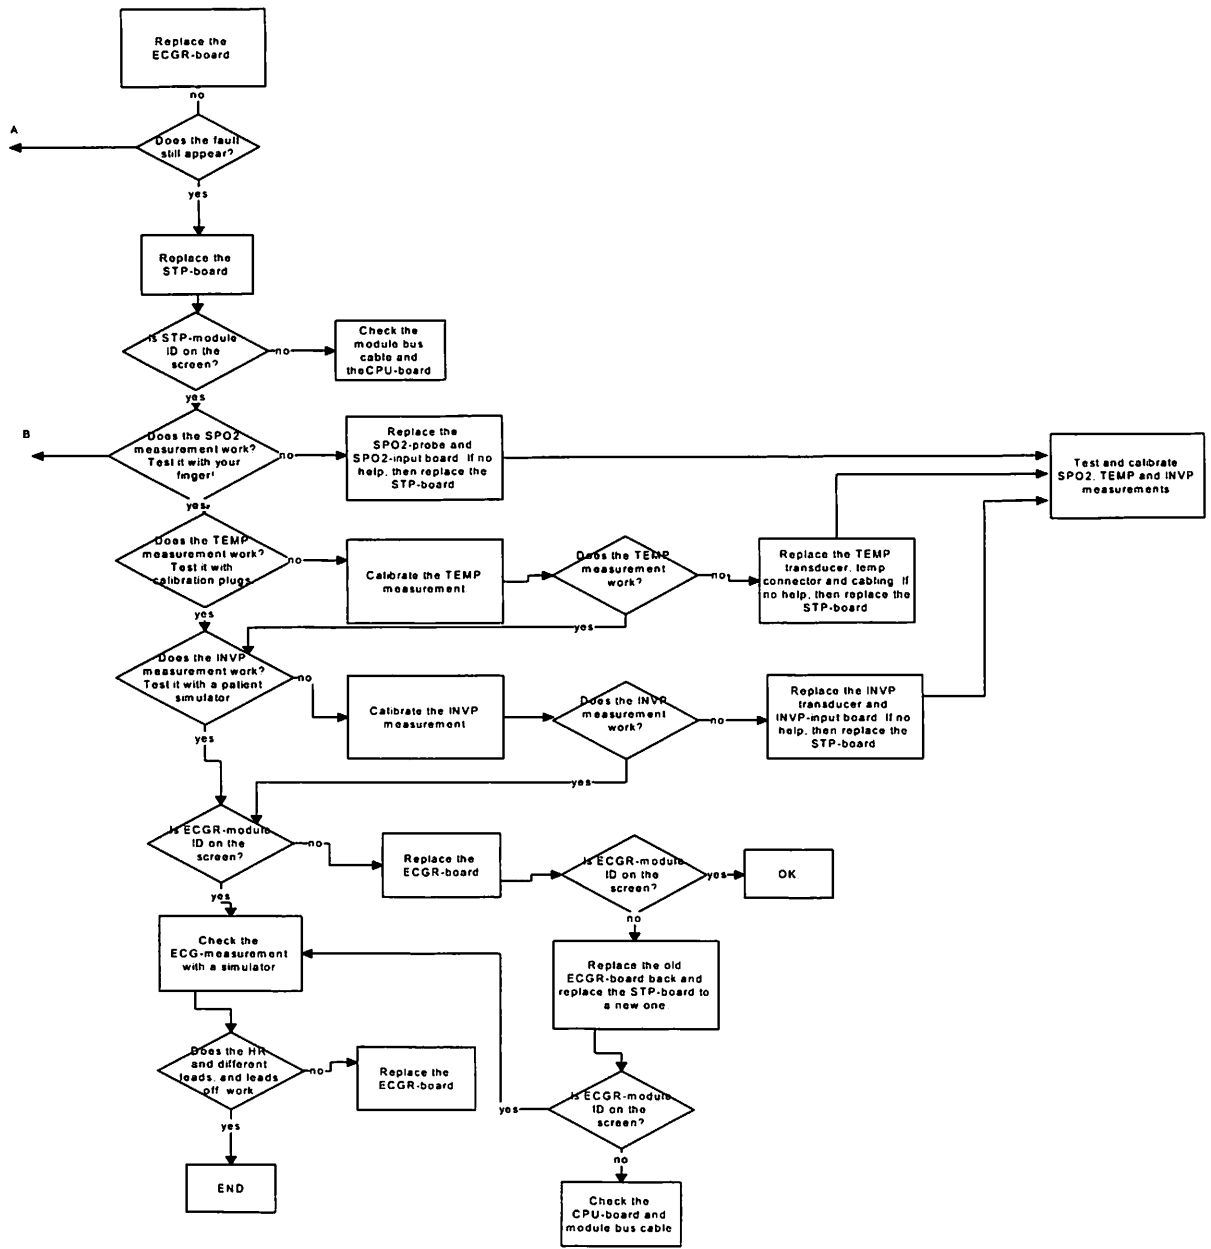 Replace the
ECGR-board
no
A
Does the fault
still appear?
yes
Replace the
STP-board
Is STP-module
ID on the
screen?
no
Check the
module bus
cable and
theCPU-board
yes
B
Does the SPO2
measurement work?
Test it with your
finger!
no
Replace the
SPO2-probe and
SPO2-input board. If no
help, then replace the
STP-board
Test and calibrate
SPO2, TEMP and INVP
measurements
yes
Does the TEMP
measurement work?
Test it with
calibration plugs.
no
Calibrate the TEMP
measurement
Does the TEMP
measurement
work?
no
Replace the TEMP
transducer, temp
connector and cabling. If
no help, then replace the
STP-board
yes
yes
Does the INVP
measurement work?
Test it with a patient
simulator
no
Calibrate the INVP
measurement
Does the INVP
measurement
work?
no
Replace the INVP
transducer and
INVP-input board. If no
help, then replace the
STP-board
yes
yes
Is ECGR-module
ID on the
screen?
no
Replace the
ECGR-board
Is ECGR-module
ID on the
screen?
yes
OK
yes
no
Check the
ECG-measurement
with a simulator
Replace the old
ECGR-board back and
replace the STP-board to
a new one
Does the HR
and different
leads, and leads
off work
no
Replace the
ECGR-board
yes
Is ECGR-module
ID on the
screen?
yes
no
END
Check the
CPU-board and
module bus cable